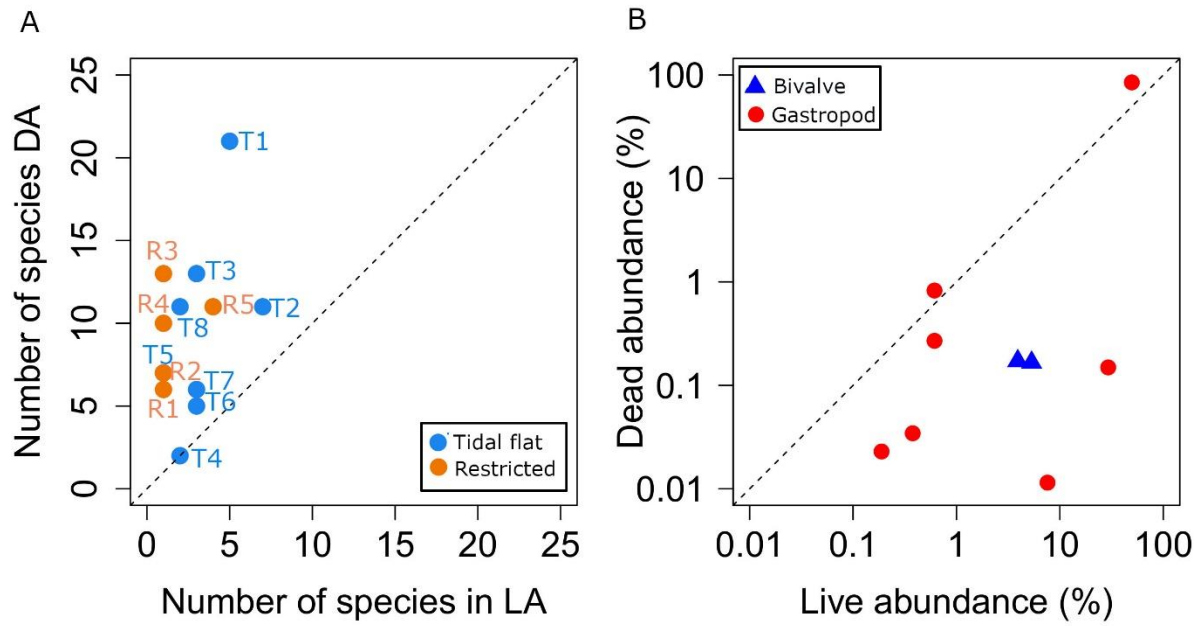 A
Number of species DA
25
20
15
10
5
0
T1
R3
T3
R4
R5
T2
T8
T5
R2
T7
R1
T6
T4
Tidal flat
Restricted
0 5 10 15 20 25
Number of species in LA
B
Dead abundance (%)
100
10
1
0.1
0.01
Bivalve
Gastropod
0.01 0.1 1 10 100
Live abundance (%)